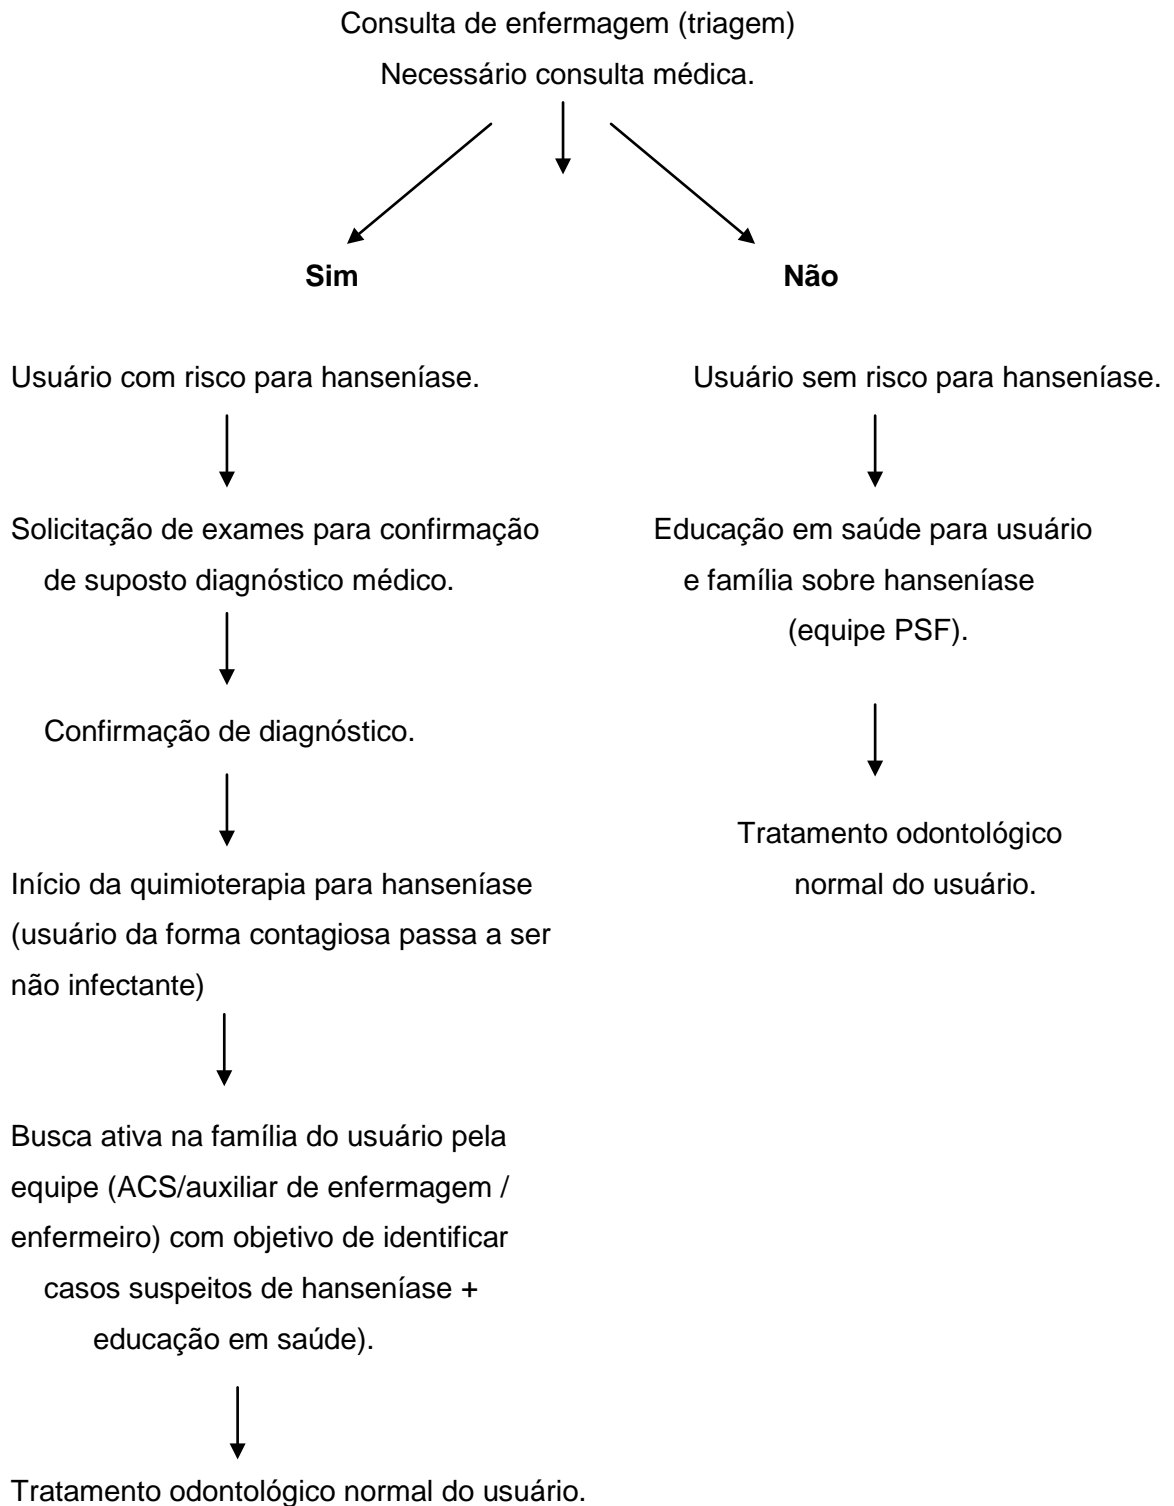 Consulta de enfermagem (triagem)
Necessário consulta médica.
Sim
Não
Usuário com risco para hanseníase.
Usuário sem risco para hanseníase.
Solicitação de exames para confirmação
de suposto diagnóstico médico.
Educação em saúde para usuário
e família sobre hanseníase
(equipe PSF).
Confirmação de diagnóstico.
Tratamento odontológico
normal do usuário.
Início da quimioterapia para hanseníase
(usuário da forma contagiosa passa a ser
não infectante)
Busca ativa na família do usuário pela
equipe (ACS/auxiliar de enfermagem /
enfermeiro) com objetivo de identificar
casos suspeitos de hanseníase +
educação em saúde).
Tratamento odontológico normal do usuário.